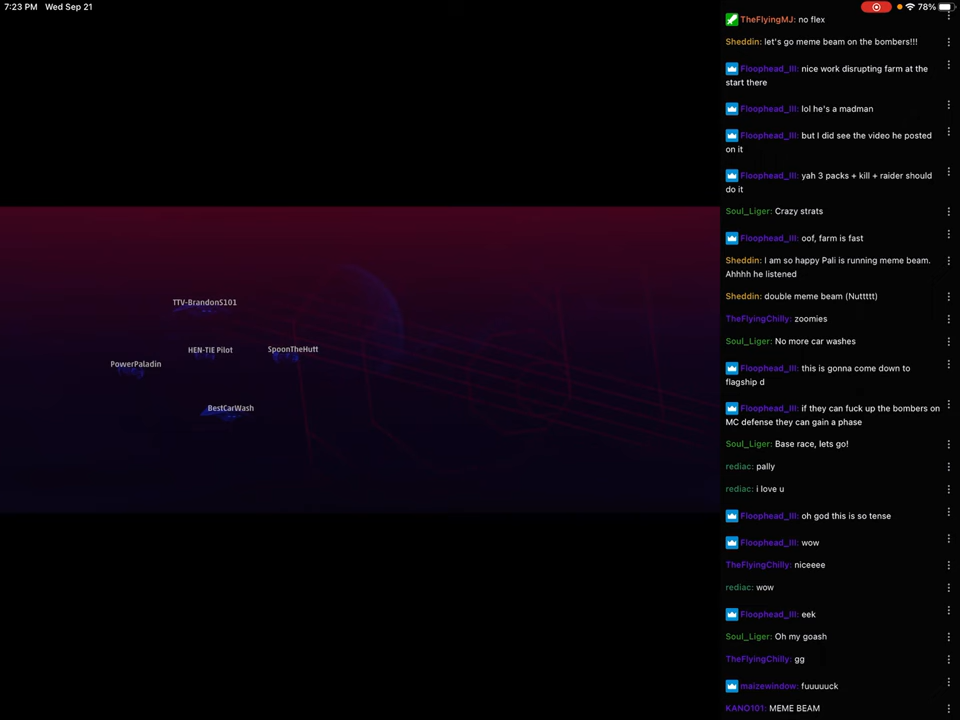 7:23 PM Wed Sep 21
78%
TheFlyingMJ: no flex
Sheddin: let's go meme beam on the bombers!!!
Floophead_III: nice work disrupting farm at the
start there
Floophead_III: lol he's a madman
Floophead_III: but I did see the video he posted
on it
Floophead_III: yah 3 packs + kill + raider should
do it
Soul_Liger: Crazy strats
Floophead_III: oof, farm is fast
Sheddin: I am so happy Pali is running meme beam.
Ahhhh he listened
Sheddin: double meme beam (Nuttttt)
TheFlyingChilly: zoomies
Soul_Liger: No more car washes
Floophead_III: this is gonna come down to
flagship d
Floophead_III: if they can fuck up the bombers on
MC defense they can gain a phase
Soul_Liger: Base race, lets go!
rediac: pally
rediac: i love u
Floophead_III: oh god this is so tense
Floophead_III: wow
TheFlyingChilly: niceeee
rediac: wow
Floophead_III: eek
Soul_Liger: Oh my goash
TheFlyingChilly: gg
maizewindow: fuuuuuck
KANO101: MEME BEAM
TTV-BrandonS101
HEN-TIE Pilot
SpoonTheHutt
PowerPaladin
BestCarWash